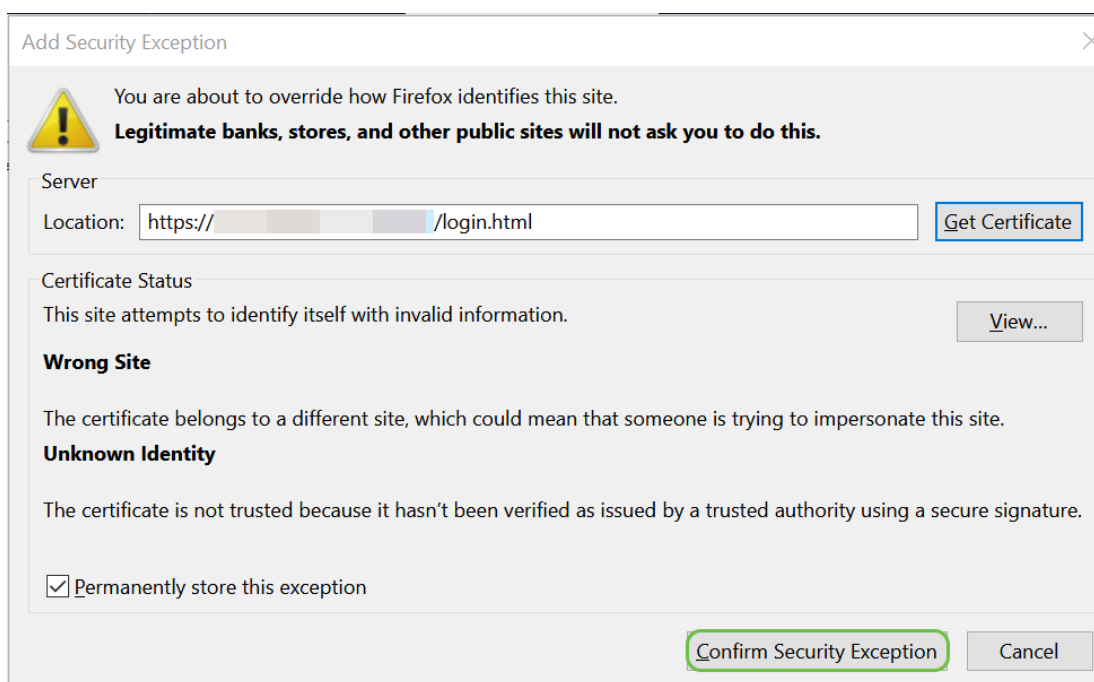 Add Security Exception
You are about to override how Firefox identifies this site.
Legitimate banks, stores, and other public sites will not ask you to do this.
Server
Location: https:// /login.html Get Certificate
Certificate Status
This site attempts to identify itself with invalid information.
View...
Wrong Site
The certificate belongs to a different site, which could mean that someone is trying to impersonate this site.
Unknown Identity
The certificate is not trusted because it hasn't been verified as issued by a trusted authority using a secure signature.
Permanently store this exception
Confirm Security Exception Cancel